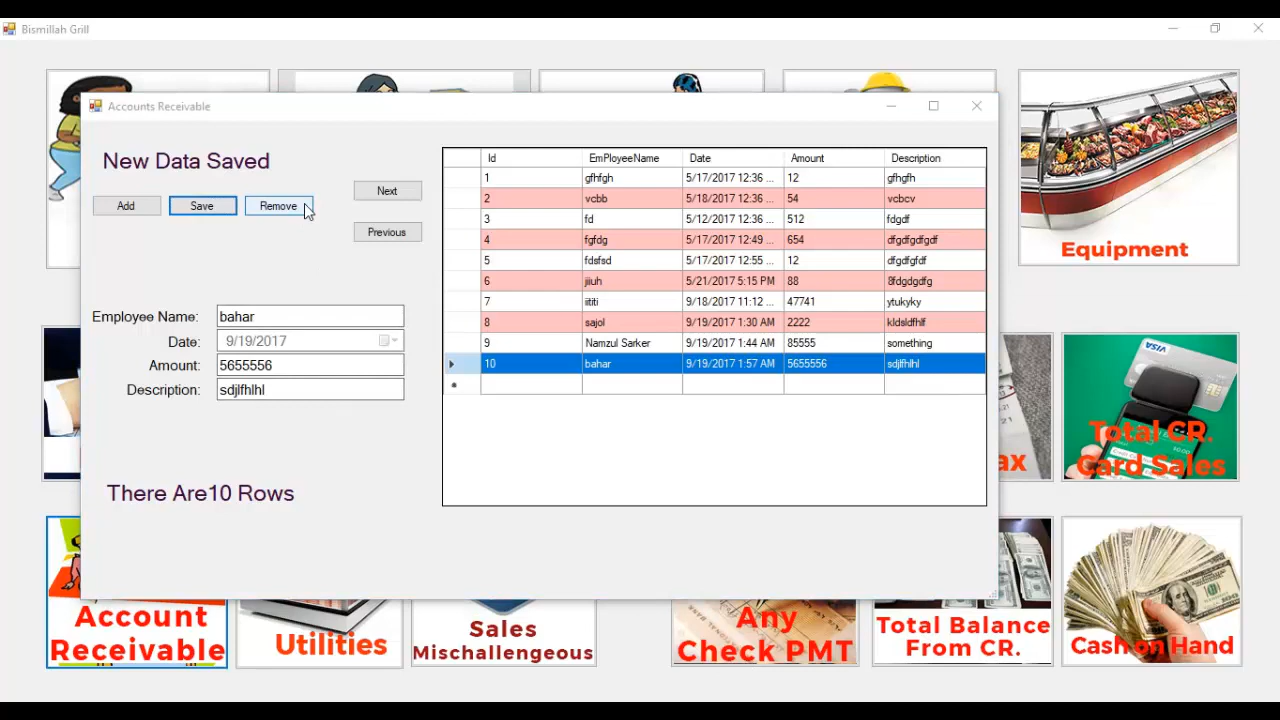 Bismillah Grill
Accounts Receivable
New Data Saved
Add
Save
Remove
Next
Previous
Employee Name:
bahar
Date:
9/19/2017
Amount:
5655556
Description:
sdjlfhlhl
There Are10 Rows
Id EmPloyeeName Date Amount Description
1 gfhfgh 5/17/2017 12:36 ... 12 gfhgfh
2 vcbb 5/18/2017 12:36 ... 54 vcbcv
3 fd 5/12/2017 12:36 ... 512 fdgdf
4 fgfdg 5/17/2017 12:49 ... 654 dfgdfgdfgdf
5 fdsfsd 5/17/2017 12:55 ... 12 dfgdfgfdf
6 jiiuh 5/21/2017 5:15 PM 88 8fdgdgdfg
7 iititi 9/18/2017 11:12 ... 47741 ytukyky
8 sajol 9/19/2017 1:30 AM 2222 kldsldfhlf
9 Namzul Sarker 9/19/2017 1:44 AM 85555 something
10 bahar 9/19/2017 1:57 AM 5655556 sdjlfhlhl
Equipment
VISA
ax
Total CR.
Card Sales
Account
Receivable
Utilities
Sales
Mischallengeous
Any
Check PMT
Total Balance
From CR.
Cash on Hand